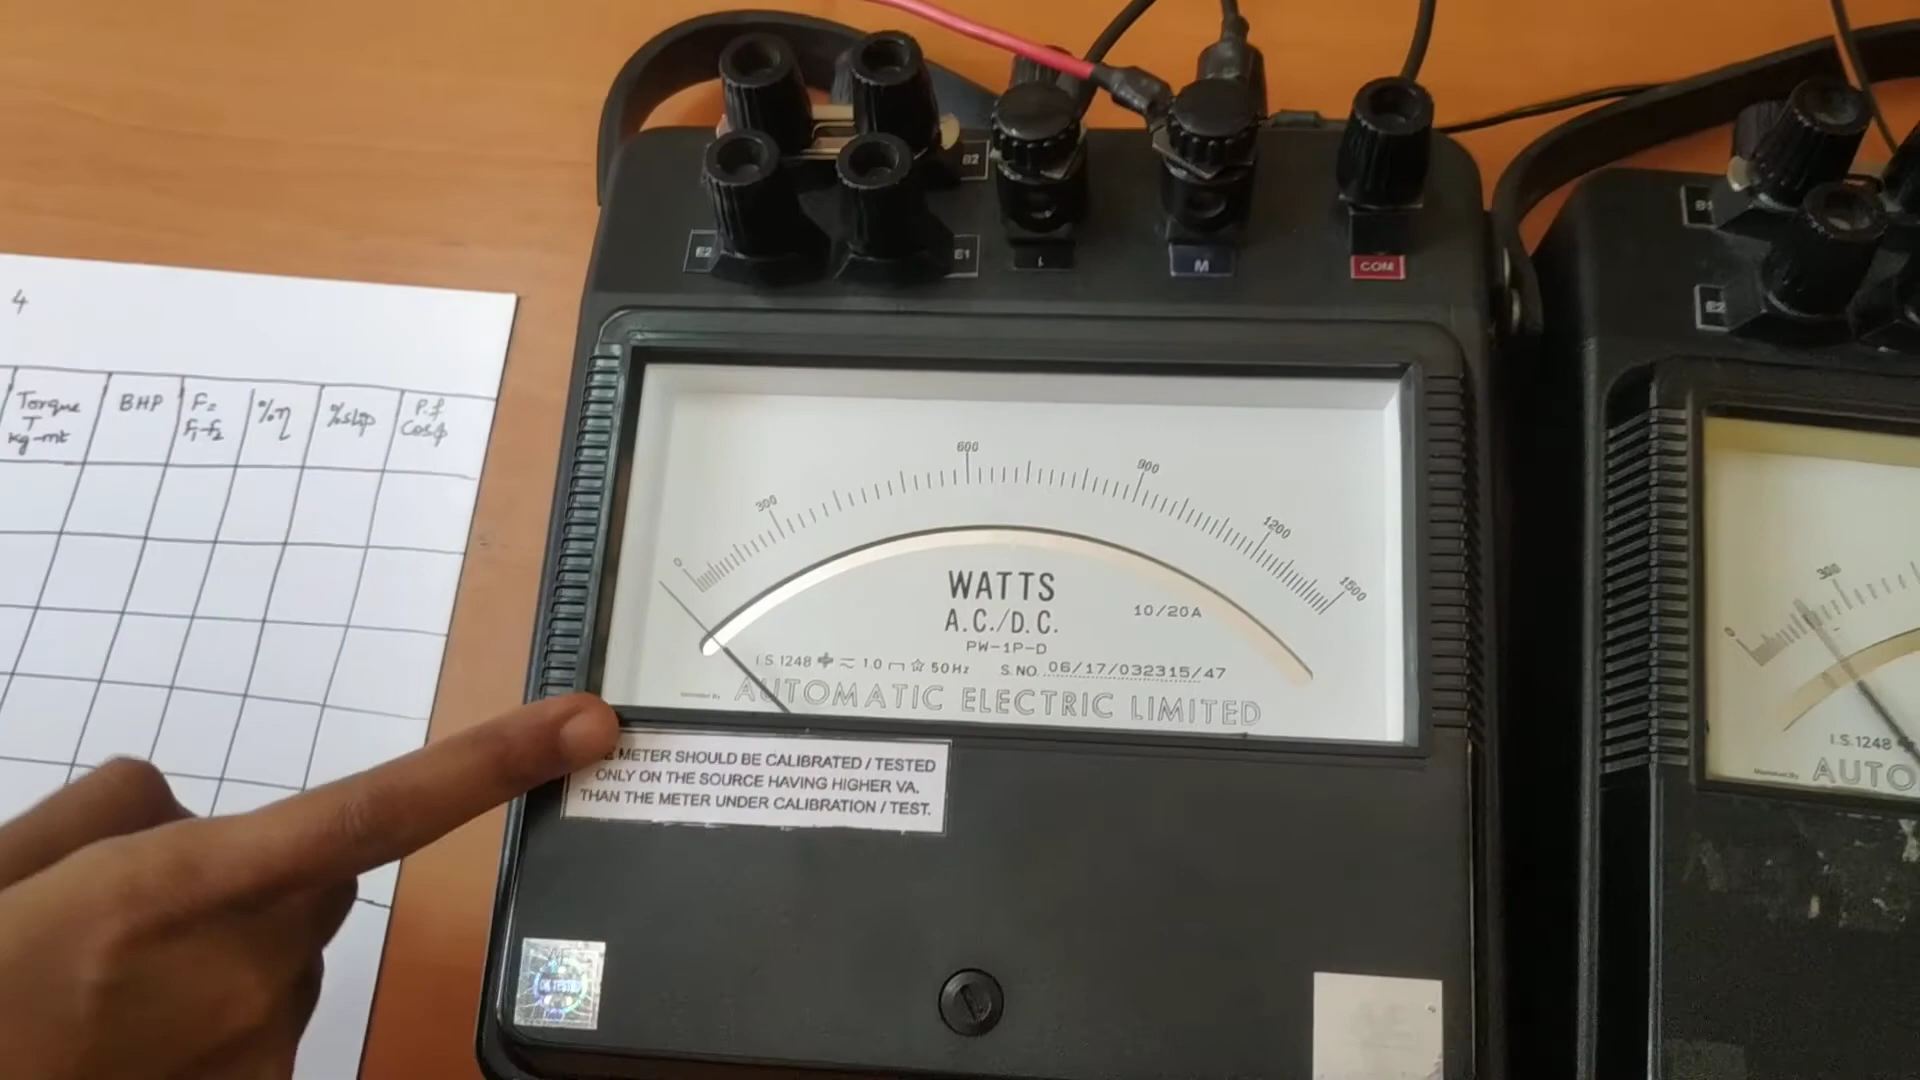 4
Torque
T
kg-mt
BHP
F=
F1-F2
%η
%slip
P.f
Cosφ
B2
E2
E1
L
M
COM
0
300
600
900
1200
1500
WATTS
A.C./D.C.
10/20A
PW-1P-D
I.S.1248 1.0 50Hz S.NO. 06/17/032315/47
AUTOMATIC ELECTRIC LIMITED
METER SHOULD BE CALIBRATED / TESTED
ONLY ON THE SOURCE HAVING HIGHER VA.
THAN THE METER UNDER CALIBRATION / TEST.
OK TESTED
E2
0
300
I.S.1248
AUTO